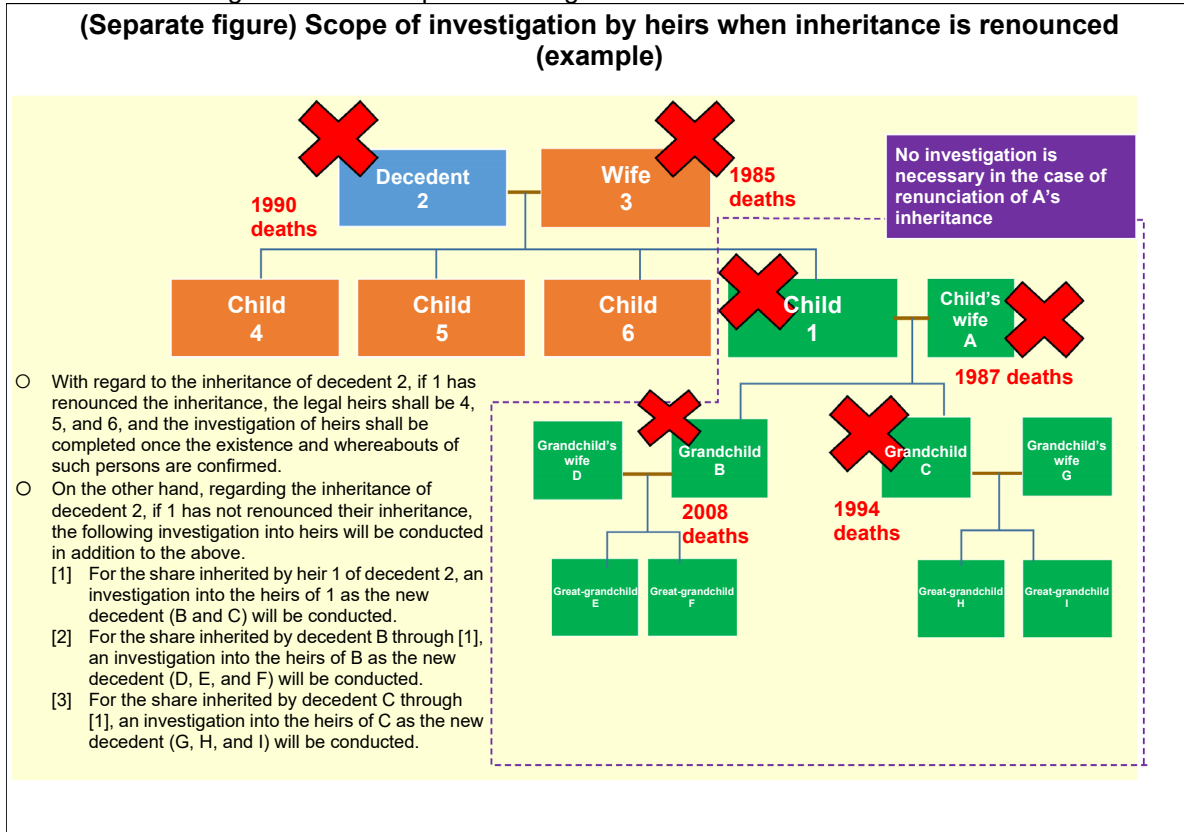 (Separate figure) Scope of investigation by heirs when inheritance is renounced
(example)
Decedent
2
Wife
3
1985
deaths
1990
deaths
No investigation is
necessary in the case of
renunciation of A's
inheritance
Child
4
Child
5
Child
6
Child
1
Child's
wife
A
1987 deaths
○ With regard to the inheritance of decedent 2, if 1 has
renounced the inheritance, the legal heirs shall be 4,
5, and 6, and the investigation of heirs shall be
completed once the existence and whereabouts of
such persons are confirmed.
○ On the other hand, regarding the inheritance of
decedent 2, if 1 has not renounced their inheritance,
the following investigation into heirs will be conducted
in addition to the above.
[1] For the share inherited by heir 1 of decedent 2, an
investigation into the heirs of 1 as the new
decedent (B and C) will be conducted.
[2] For the share inherited by decedent B through [1],
an investigation into the heirs of B as the new
decedent (D, E, and F) will be conducted.
[3] For the share inherited by decedent C through
[1], an investigation into the heirs of C as the new
decedent (G, H, and I) will be conducted.
Grandchild's
wife
D
Grandchild
B
Grandchild
C
Grandchild's
wife
G
2008
deaths
1994
deaths
Great-grandchild
E
Great-grandchild
F
Great-grandchild
H
Great-grandchild
I